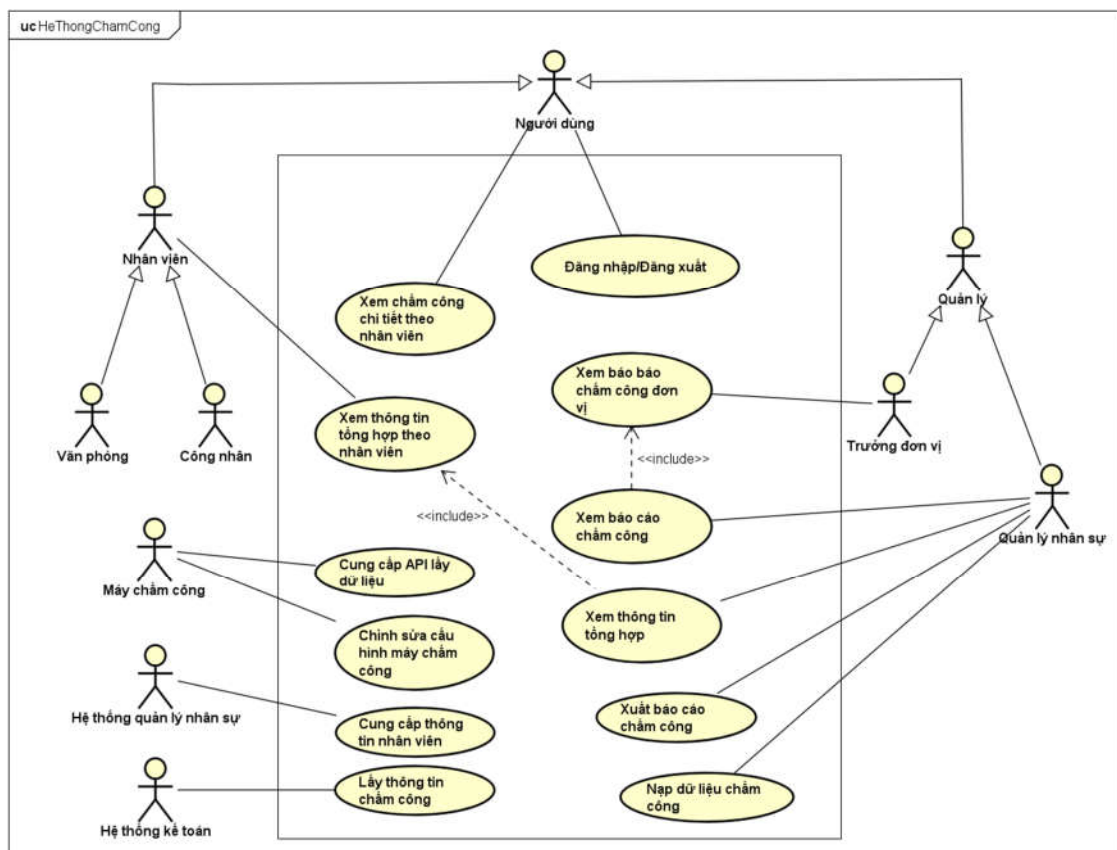 uc HeThongChamCong
Người dùng
Nhân viên
Quản lý
Đăng nhập/Đăng xuất
Xem chấm công
chi tiết theo
nhân viên
Xem báo báo
chấm công đơn
vị
Văn phòng
Công nhân
Xem thông tin
tổng hợp theo
nhân viên
Trưởng đơn vị
<<include>>
<<include>>
Xem báo cáo
chấm công
Quản lý nhân sự
Máy chấm công
Cung cấp API lấy
dữ liệu
Xem thông tin
tổng hợp
Chỉnh sửa cấu
hình máy chấm
công
Hệ thống quản lý nhân sự
Xuất báo cáo
chấm công
Cung cấp thông
tin nhân viên
Lấy thông tin
chấm công
Nạp dữ liệu chấm
công
Hệ thống kế toán